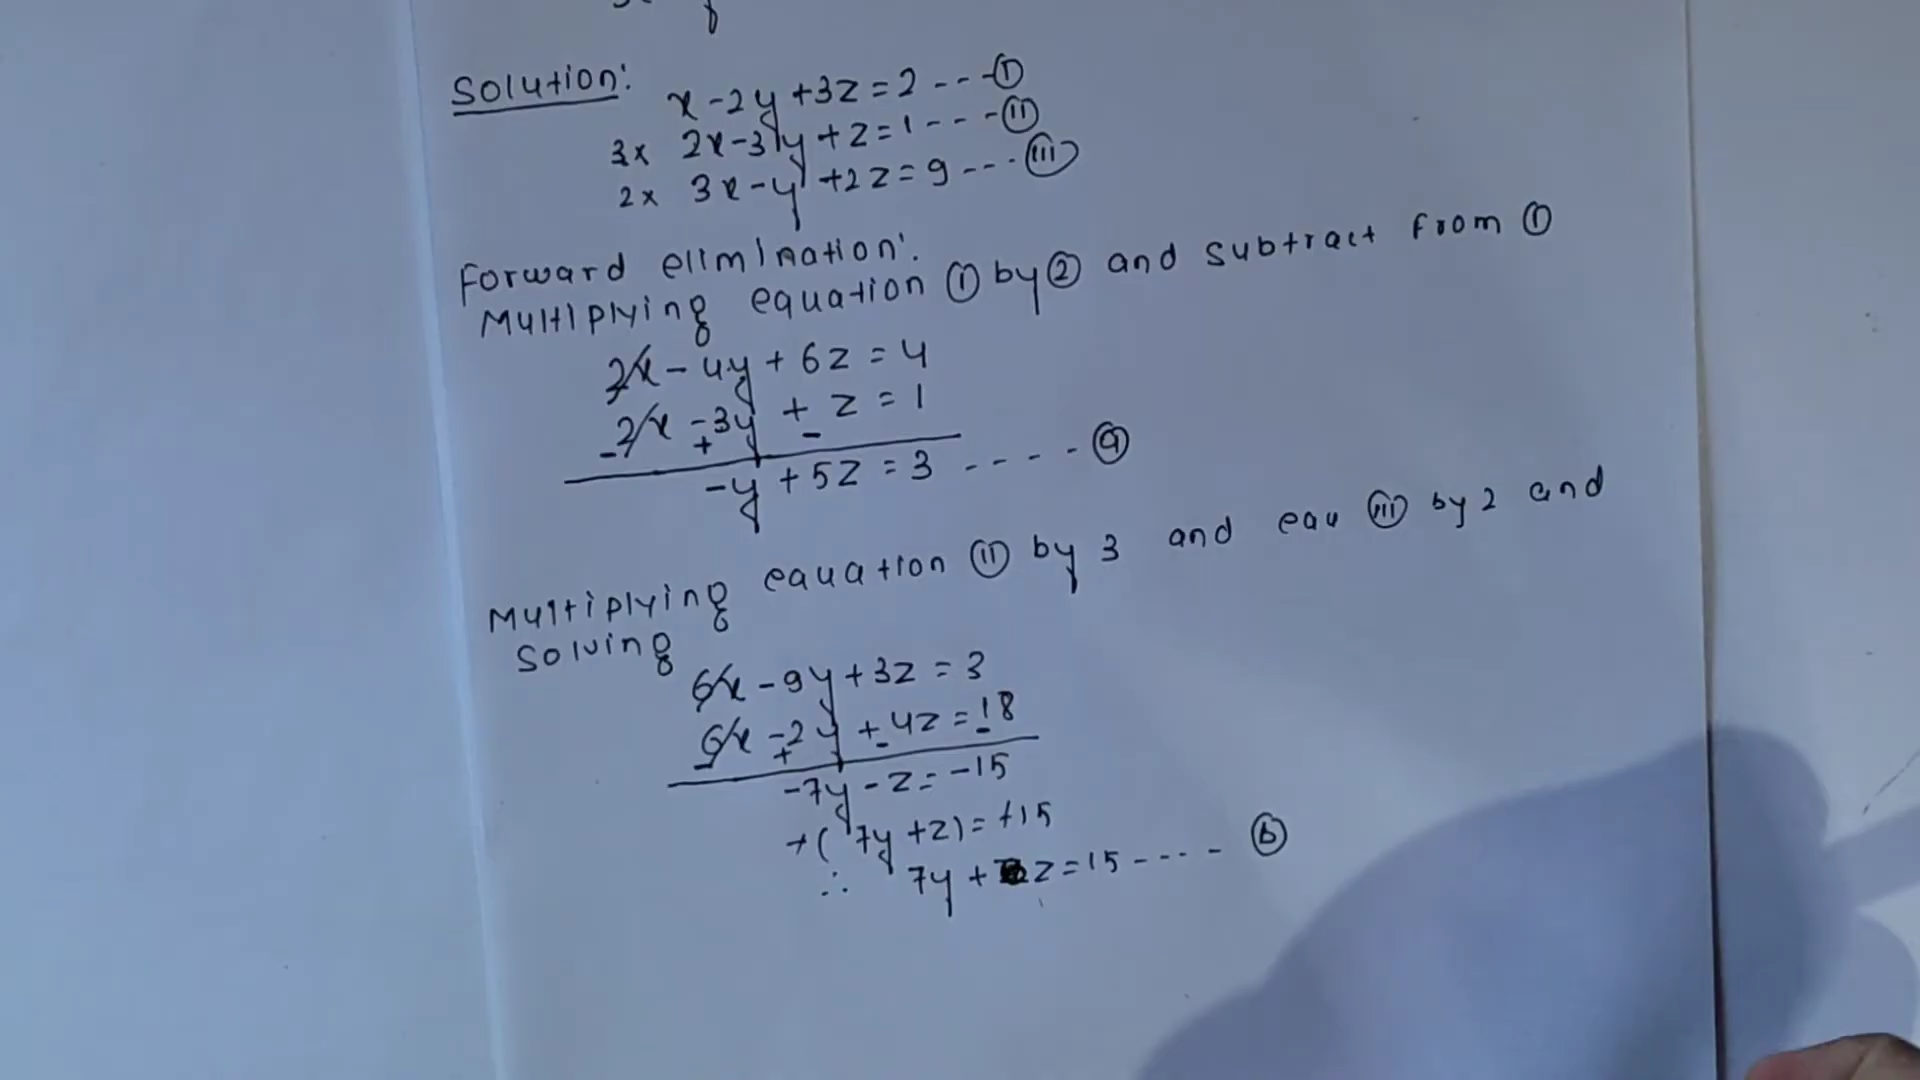 Solution:
x - 2y + 3z = 2 --- (I)
3x 2x - 3y + z = 1 --- (II)
2x 3x - y + 2z = 9 --- (III)
Forward elimination:
Multiplying equation (I) by (2) and subtract from (I)
2x - 4y + 6z = 4
2x - 3y + z = 1
- + -
-y + 5z = 3 ---- (a)
Multiplying equation (II) by 3 and equ (III) by 2 and
Solving
6x - 9y + 3z = 3
6x - 2y + 4z = 18
- + - -
-7y - z = -15
+(7y + z) = +15
∴ 7y + z = 15 ---- (b)